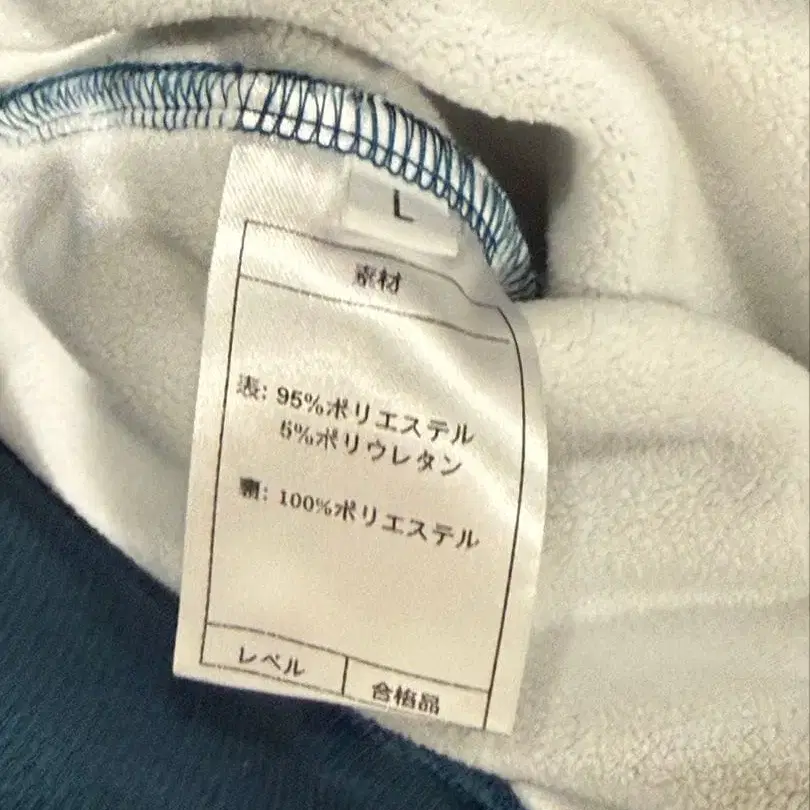 L
素材
表: 95%ポリエステル
5%ポリウレタン
裏: 100%ポリエステル
レベル 合格品